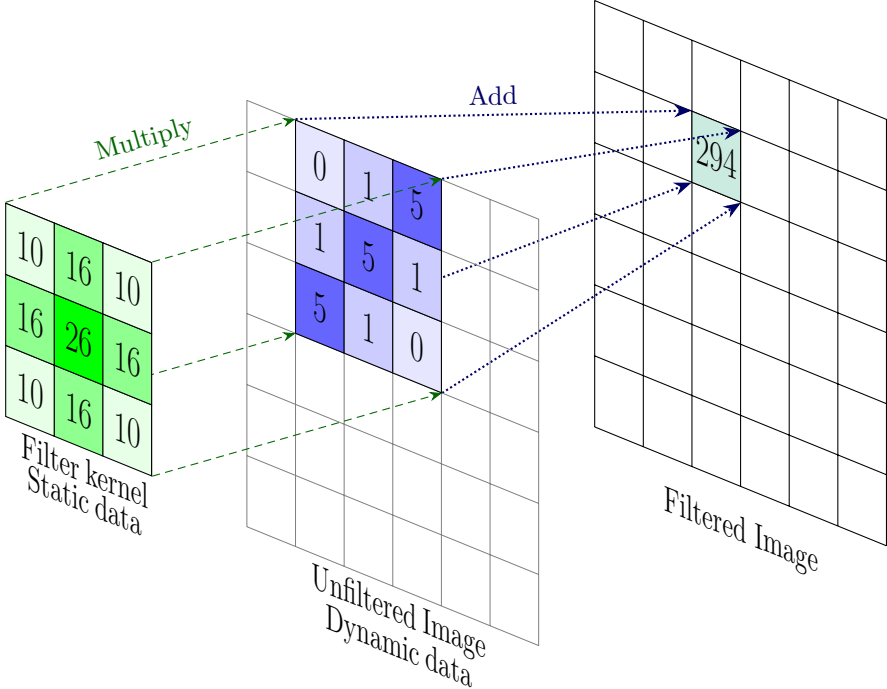 Multiply
Add
10 16 10
16 26 16
10 16 10
Filter kernel
Static data
0 1 5
1 5 1
5 1 0
Unfiltered Image
Dynamic data
294
Filtered Image